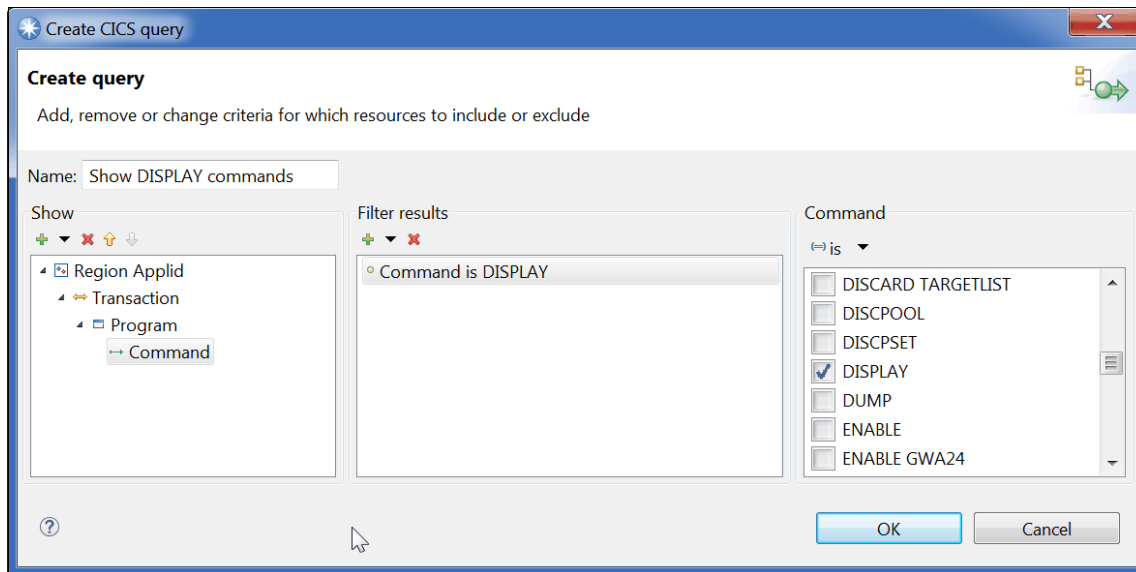 Create CICS query
Create query
Add, remove or change criteria for which resources to include or exclude
Name: Show DISPLAY commands
Show
Region Applid
Transaction
Program
Command
Filter results
Command is DISPLAY
Command
(=) is
DISCARD TARGETLIST
DISCPOOL
DISCPSET
DISPLAY
DUMP
ENABLE
ENABLE GWA24
?
OK Cancel